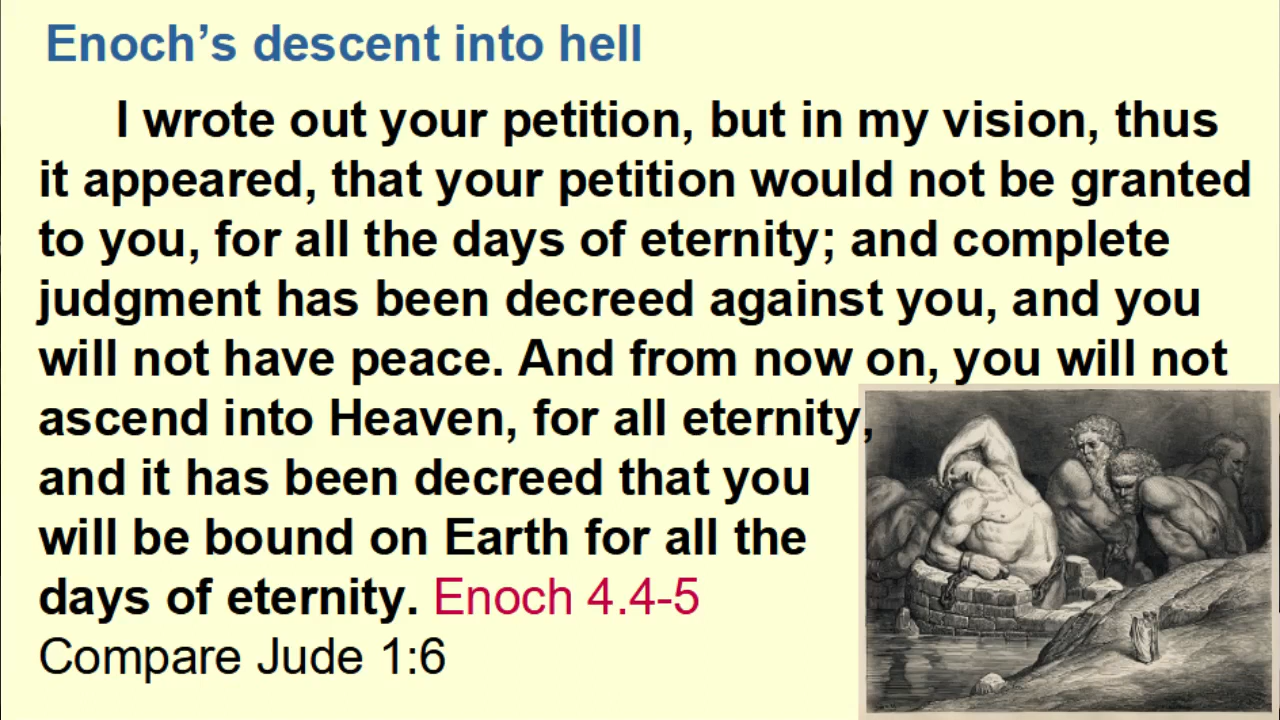 Enoch’s descent into hell
I wrote out your petition, but in my vision, thus
it appeared, that your petition would not be granted
to you, for all the days of eternity; and complete
judgment has been decreed against you, and you
will not have peace. And from now on, you will not
ascend into Heaven, for all eternity,
and it has been decreed that you
will be bound on Earth for all the
days of eternity. Enoch 4.4-5
Compare Jude 1:6